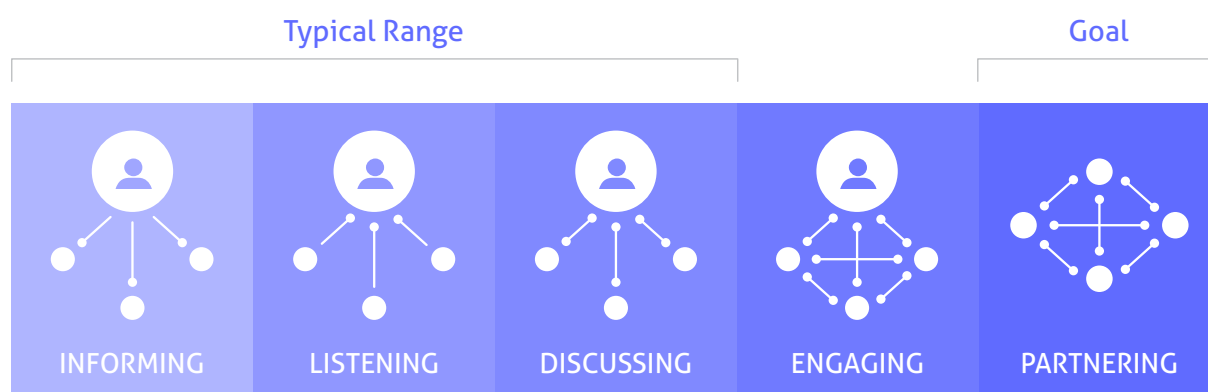 Typical Range
Goal
INFORMING
LISTENING
DISCUSSING
ENGAGING
PARTNERING